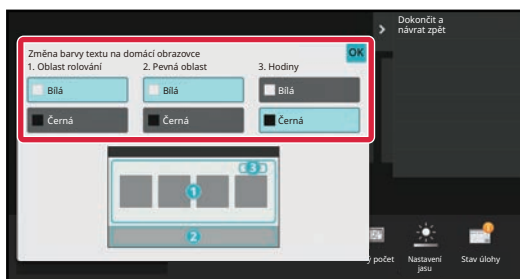 Dokončit a
návrat zpět
Změna barvy textu na domácí obrazovce
OK
1. Oblast rolování
2. Pevná oblast
3. Hodiny
Bílá
Bílá
Bílá
Černá
Černá
Černá
3
1
2
počet
Nastavení
jasu
Stav úlohy